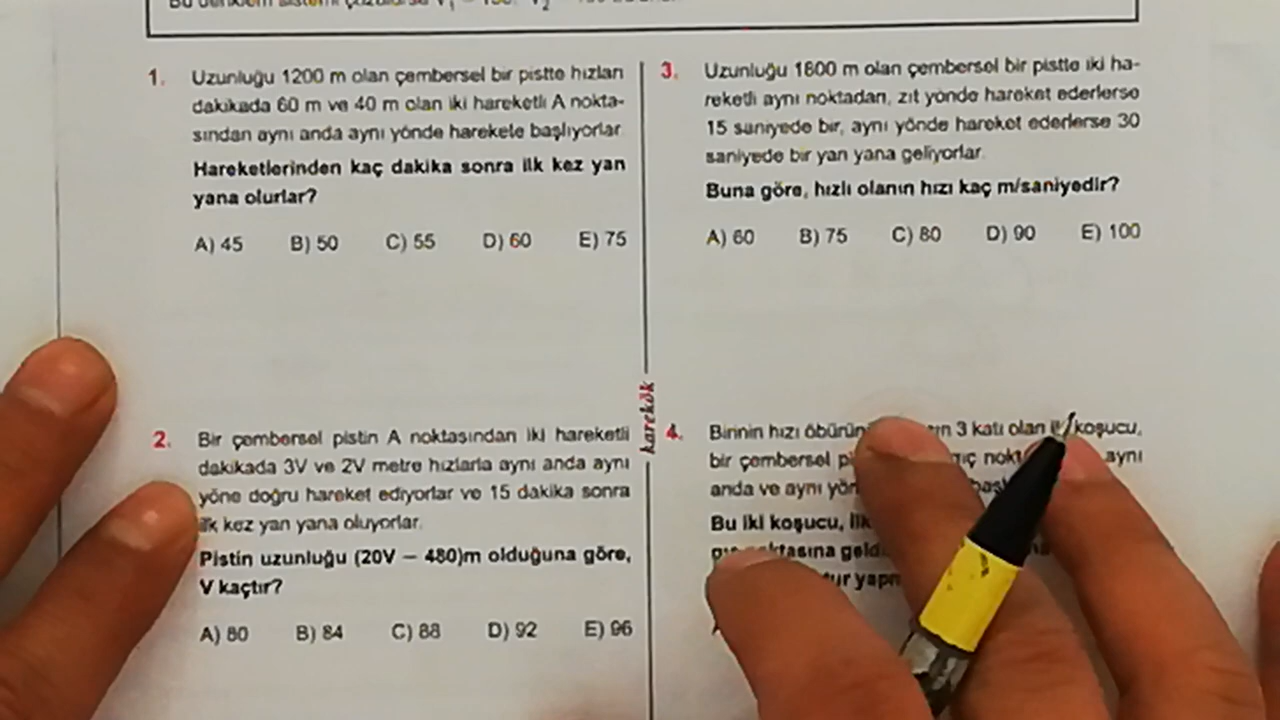 1. Uzunluğu 1200 m olan çembersel bir pistte hızları
dakikada 60 m ve 40 m olan iki hareketli A nokta-
sından aynı anda aynı yönde harekete başlıyorlar.
Hareketlerinden kaç dakika sonra ilk kez yan
yana olurlar?
A) 45 B) 50 C) 55 D) 60 E) 75
2. Bir çembersel pistin A noktasından iki hareketli
dakikada 3V ve 2V metre hızlarla aynı anda aynı
yöne doğru hareket ediyorlar ve 15 dakika sonra
ilk kez yan yana oluyorlar.
Pistin uzunluğu (20V – 480)m olduğuna göre,
V kaçtır?
A) 80 B) 84 C) 88 D) 92 E) 96
karekök
3. Uzunluğu 1800 m olan çembersel bir pistte iki ha-
reketli aynı noktadan, zıt yönde hareket ederlerse
15 saniyede bir, aynı yönde hareket ederlerse 30
saniyede bir yan yana geliyorlar.
Buna göre, hızlı olanın hızı kaç m/saniyedir?
A) 60 B) 75 C) 80 D) 90 E) 100
4. Birinin hızı 3 katı olan koşucu,
bir çembersel aynı
anda ve aynı
Bu iki koşucu,